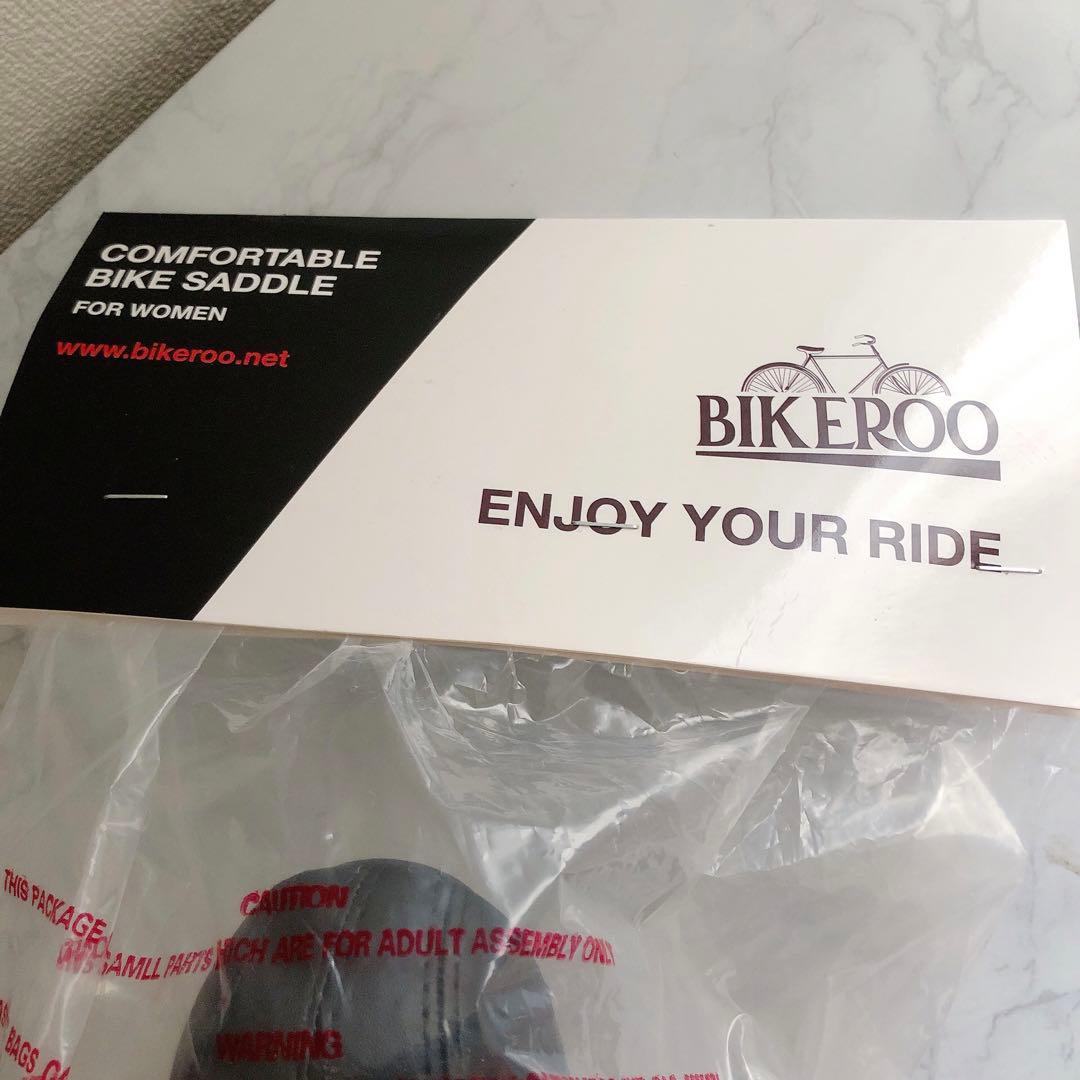 COMFORTABLE
BIKE SADDLE
FOR WOMEN
www.bikeroo.net
BIKEROO
ENJOY YOUR RIDE
CAUTION
THIS PACKAGE
SAMLL PARTS WHICH ARE FOR ADULT ASSEMBLY ONLY
WARNING
BAGS